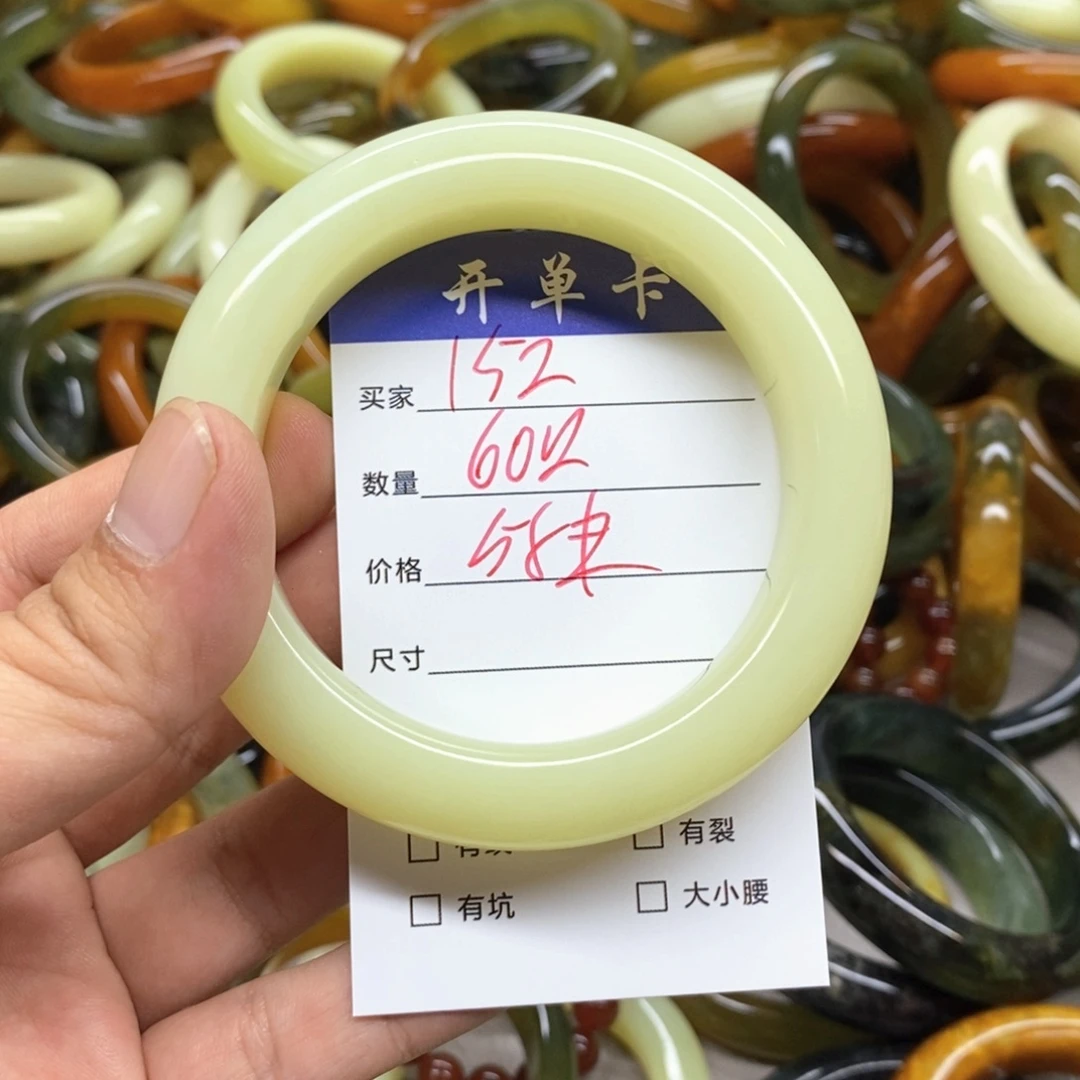 开单卡
买家 152
数量 60
价格 58
尺寸
有裂
有坑 大小腰